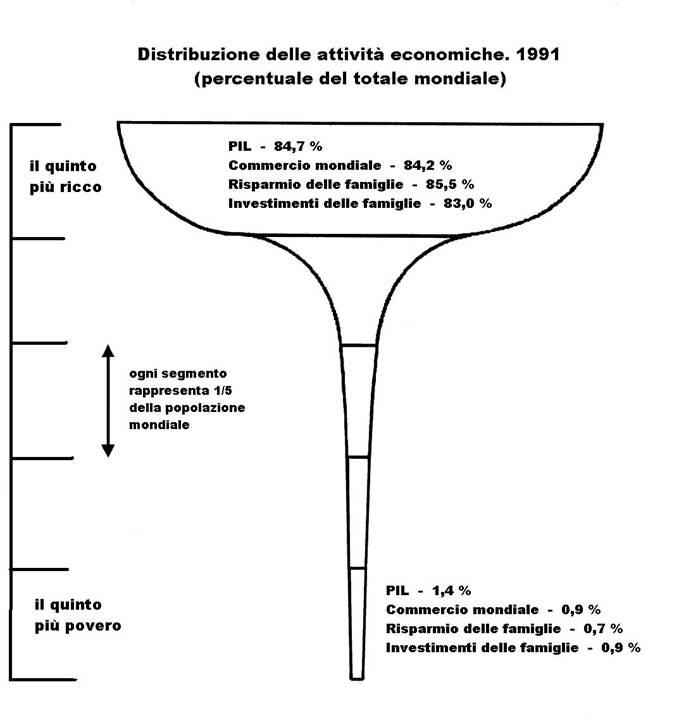 Distribuzione delle attività economiche. 1991
(percentuale del totale mondiale)
il quinto
più ricco
PIL - 84,7 %
Commercio mondiale - 84,2 %
Risparmio delle famiglie - 85,5 %
Investimenti delle famiglie - 83,0 %
ogni segmento
rappresenta 1/5
della popolazione
mondiale
il quinto
più povero
PIL - 1,4 %
Commercio mondiale - 0,9 %
Risparmio delle famiglie - 0,7 %
Investimenti delle famiglie - 0,9 %